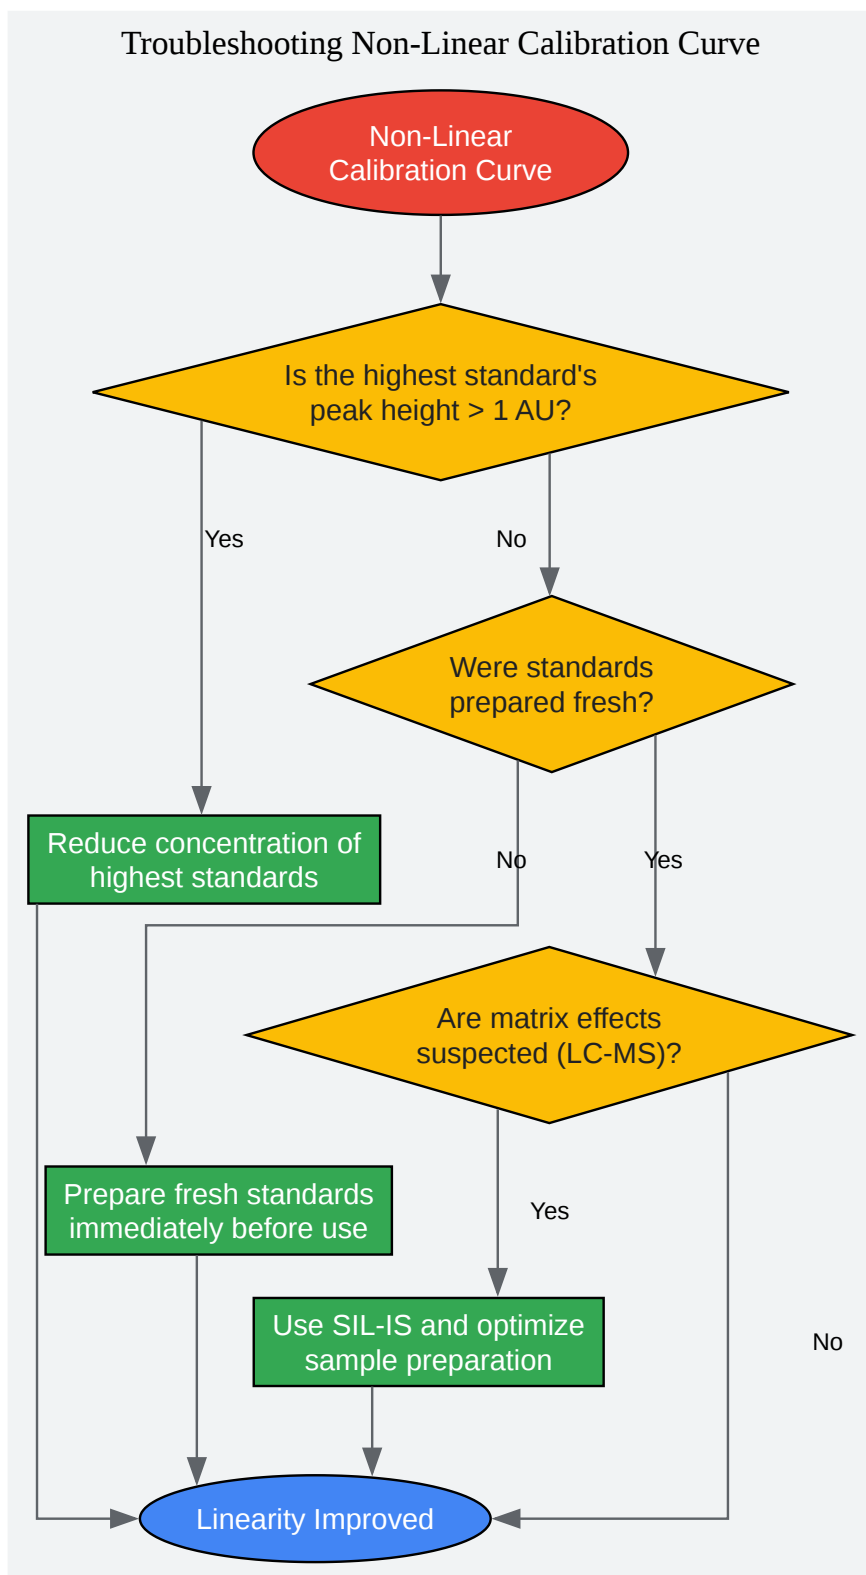 Troubleshooting Non-Linear Calibration Curve
Non-Linear
Calibration Curve
Is the highest standard's
peak height > 1 AU?
Yes
No
Were standards
prepared fresh?
Reduce concentration of
highest standards
No
Yes
Are matrix effects
suspected (LC-MS)?
Prepare fresh standards
immediately before use
Yes
Use SIL-IS and optimize
sample preparation
No
Linearity Improved